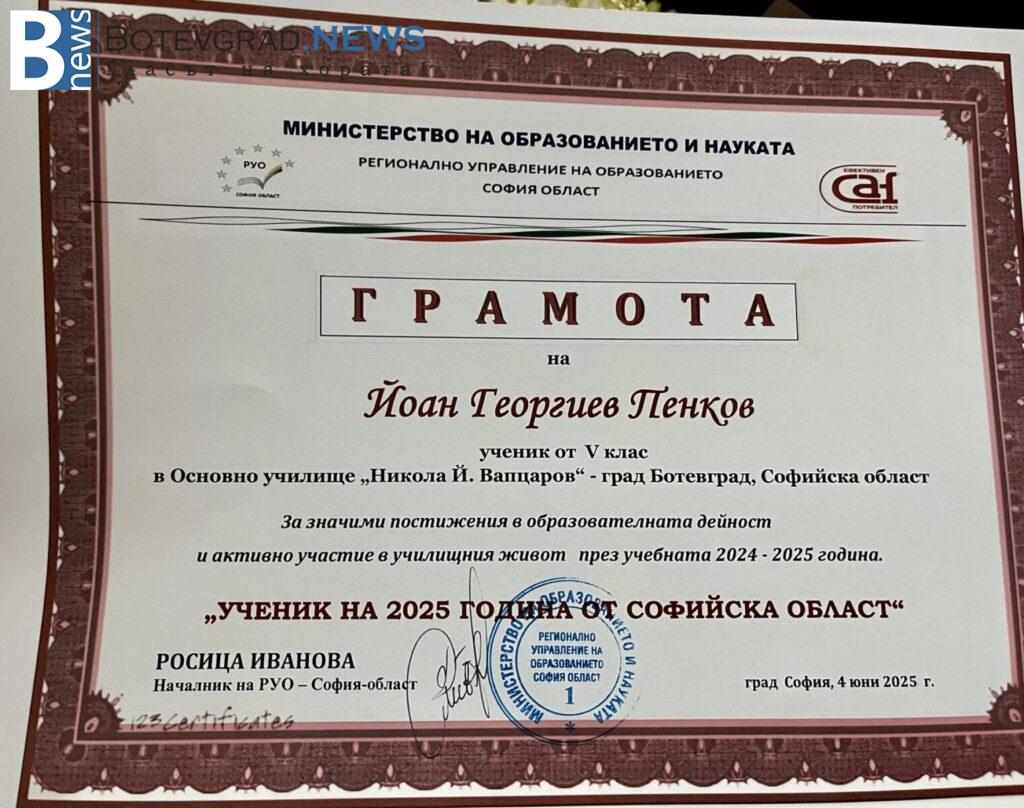 B news
BOTEVGRAD.NEWS
на хората
МИНИСТЕРСТВО НА ОБРАЗОВАНИЕТО И НАУКАТА
РЕГИОНАЛНО УПРАВЛЕНИЕ НА ОБРАЗОВАНИЕТО
СОФИЯ ОБЛАСТ
РУО
СОФИЯ ОБЛАСТ
ЕФЕКТИВЕН
CAF
ПОТРЕБИТЕЛ
ГРАМОТА
на
Йоан Георгиев Пенков
ученик от V клас
в Основно училище „Никола Й. Вапцаров“ - град Ботевград, Софийска област
За значими постижения в образователната дейност
и активно участие в училищния живот през учебната 2024 - 2025 година.
„УЧЕНИК НА 2025 ГОДИНА ОТ СОФИЙСКА ОБЛАСТ“
РОСИЦА ИВАНОВА
Началник на РУО – София-област
МИНИСТЕРСТВО НА ОБРАЗОВАНИЕТО И НАУКАТА
РЕГИОНАЛНО
УПРАВЛЕНИЕ НА
ОБРАЗОВАНИЕТО
СОФИЯ ОБЛАСТ
1
град София, 4 юни 2025 г.
123certificates